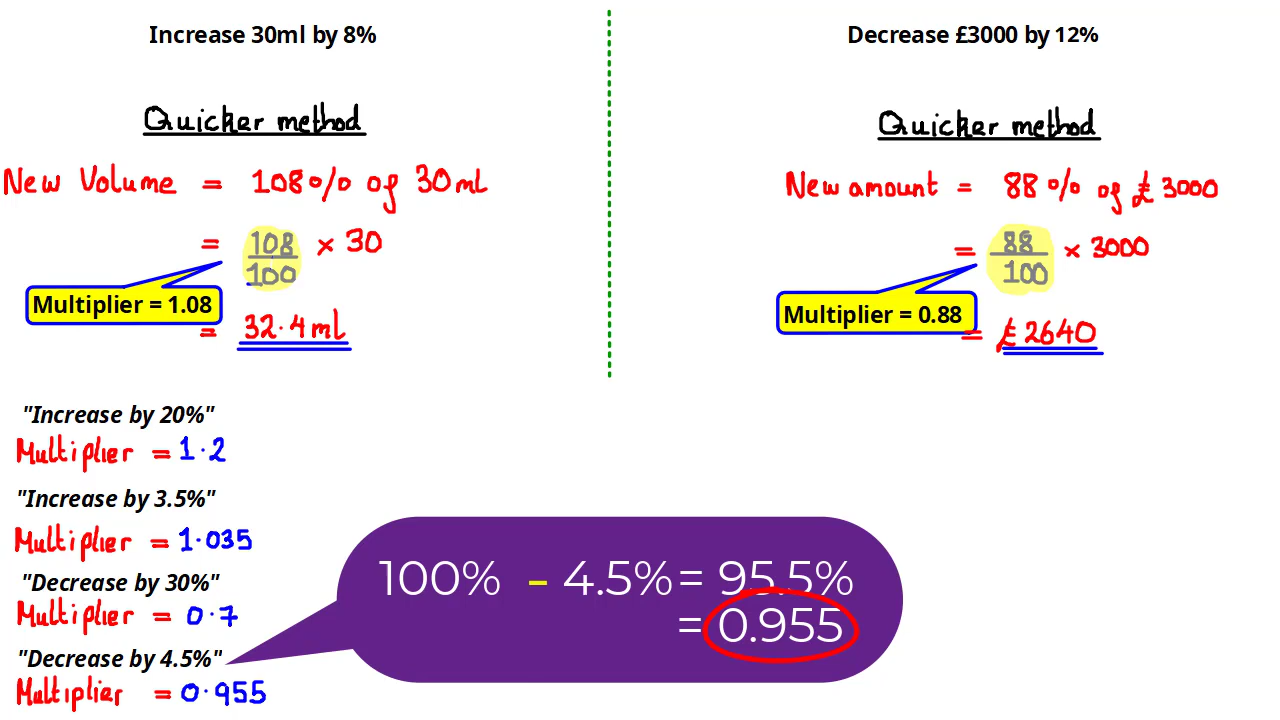 Increase 30ml by 8%
Quicker method
New Volume = 108% of 30ml
= 108/100 × 30
Multiplier = 1.08
= 32·4ml
Decrease £3000 by 12%
Quicker method
New amount = 88% of £3000
= 88/100 × 3000
Multiplier = 0.88
= £2640
"Increase by 20%"
Multiplier = 1·2
"Increase by 3.5%"
Multiplier = 1·035
"Decrease by 30%"
Multiplier = 0·7
"Decrease by 4.5%"
Multiplier = 0·955
100% - 4.5% = 95.5%
= 0.955